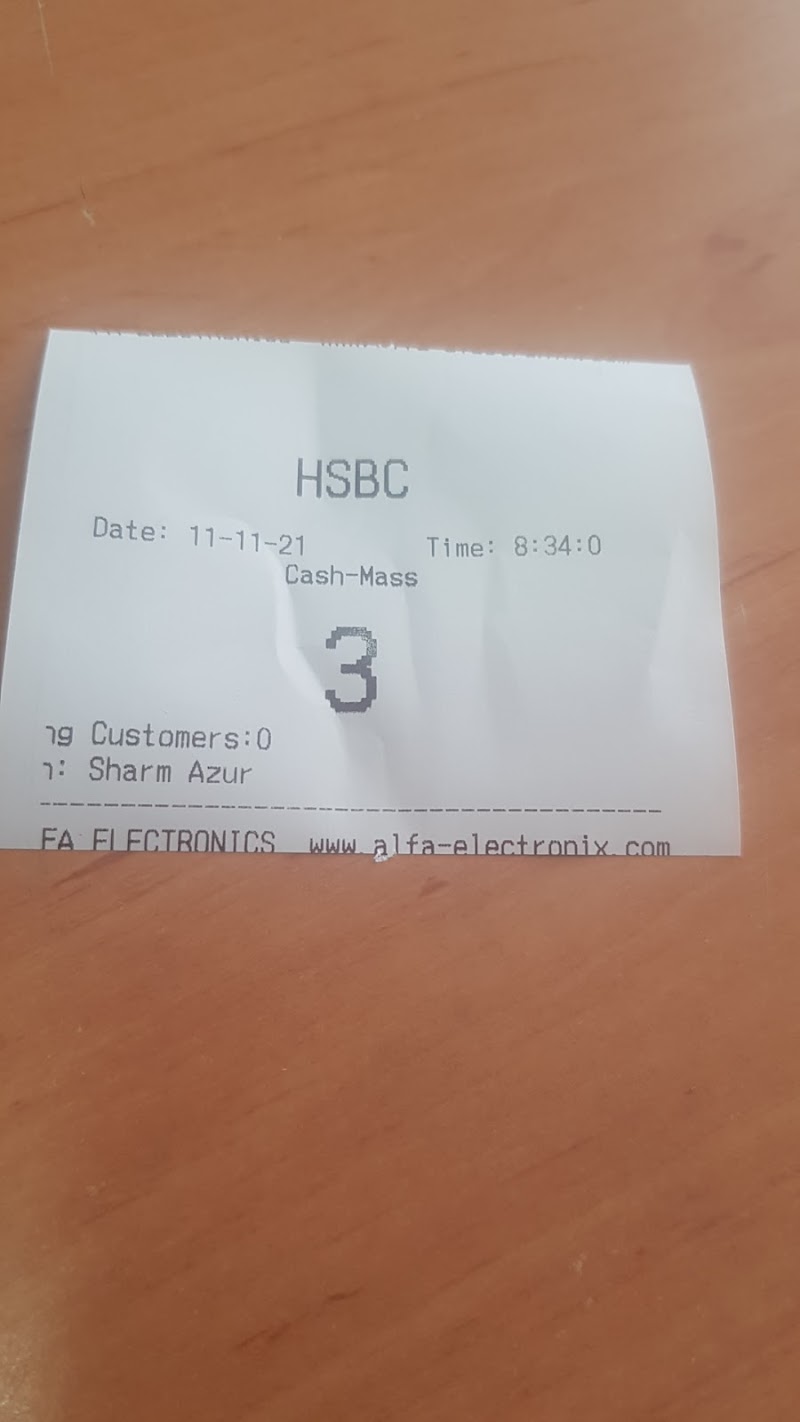 HSBC
Date: 11-11-21 Time: 8:34:0
Cash-Mass
3
Customers:0
: Sharm Azur
FA ELECTRONICS www.alfa-electronix.com